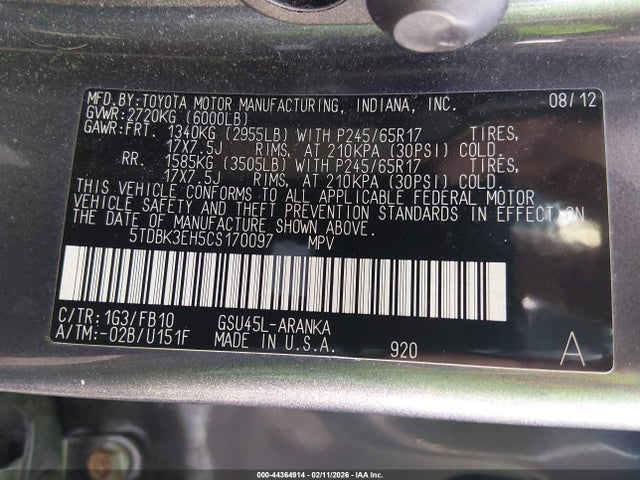 MFD.BY:TOYOTA MOTOR MANUFACTURING, INDIANA, INC. 08/12
GVWR:2720KG (6000LB)
GAWR:FRT. 1340KG (2955LB) WITH P245/65R17 TIRES,
17X7.5J RIMS, AT 210KPA (30PSI) COLD.
RR. 1585KG (3505LB) WITH P245/65R17 TIRES,
17X7.5J RIMS, AT 210KPA (30PSI) COLD.
THIS VEHICLE CONFORMS TO ALL APPLICABLE FEDERAL MOTOR
VEHICLE SAFETY AND THEFT PREVENTION STANDARDS IN EFFECT ON
THE DATE OF MANUFACTURE SHOWN ABOVE.
5TDBK3EH5CS170097 MPV
C/TR:1G3/FB10 GSU45L-ARANKA
A/TM:-02B/U151F MADE IN U.S.A. 920 A
000-44364914 - 02/11/2026 - IAA Inc.